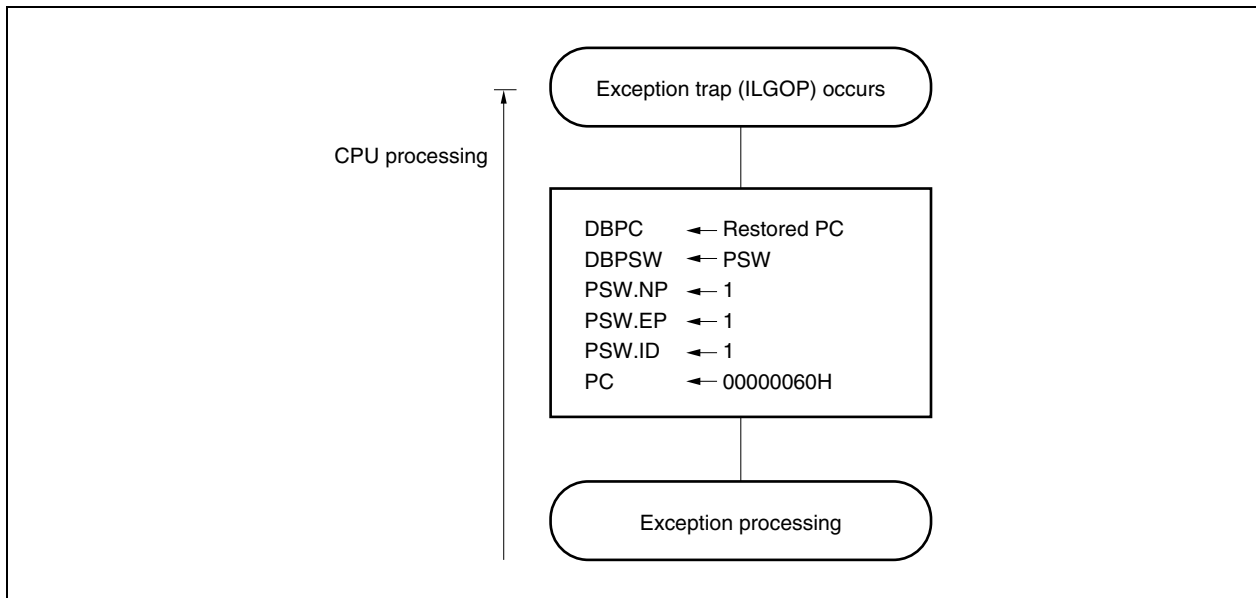 Exception trap (ILGOP) occurs
CPU processing
DBPC ← Restored PC
DBPSW ← PSW
PSW.NP ← 1
PSW.EP ← 1
PSW.ID ← 1
PC ← 00000060H
Exception processing